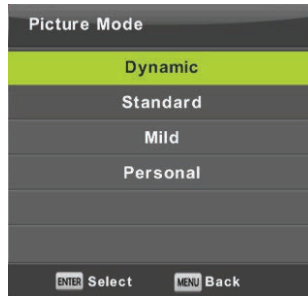 Picture Mode
Dynamic
Standard
Mild
Personal
ENTER Select MENU Back